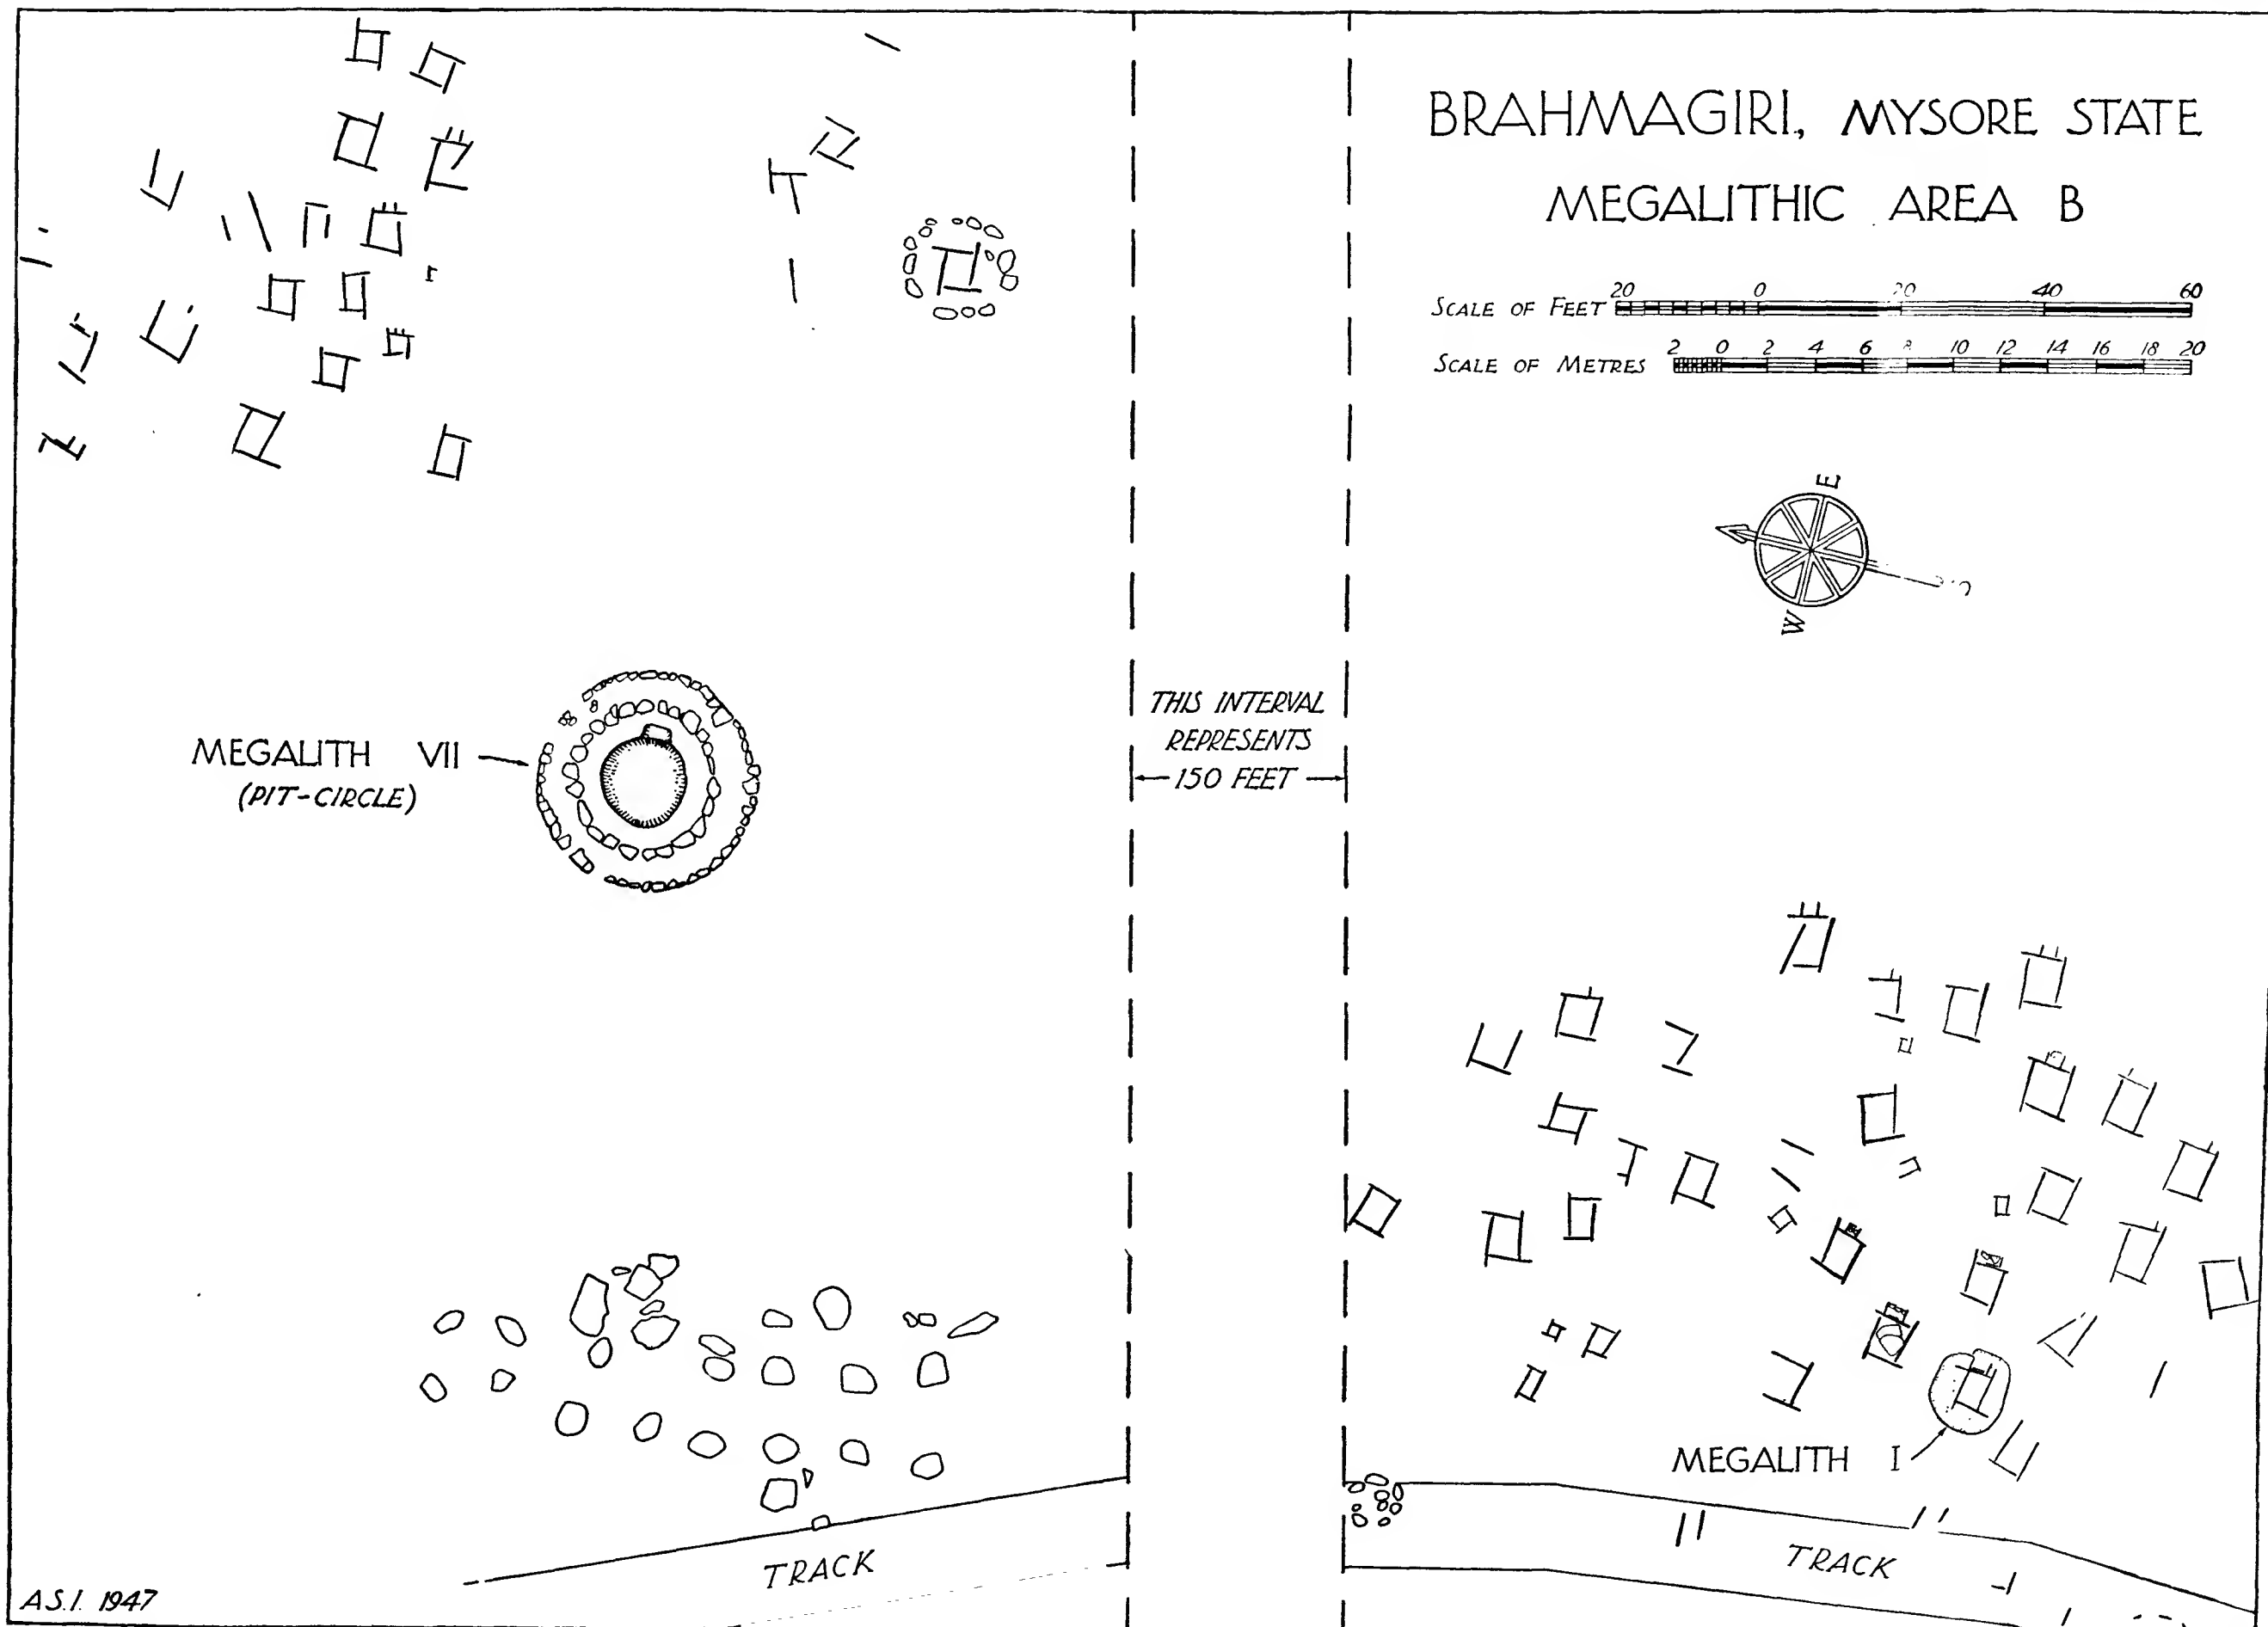 BRAHMAGIRI, MYSORE STATE
MEGALITHIC AREA B
20 0 20 40 60
SCALE OF FEET
2 0 2 4 6 8 10 12 14 16 18 20
SCALE OF METRES
E
W
THIS INTERVAL
REPRESENTS
150 FEET
MEGALITH VII
(PIT-CIRCLE)
MEGALITH I
TRACK
TRACK
A.S.I. 1947